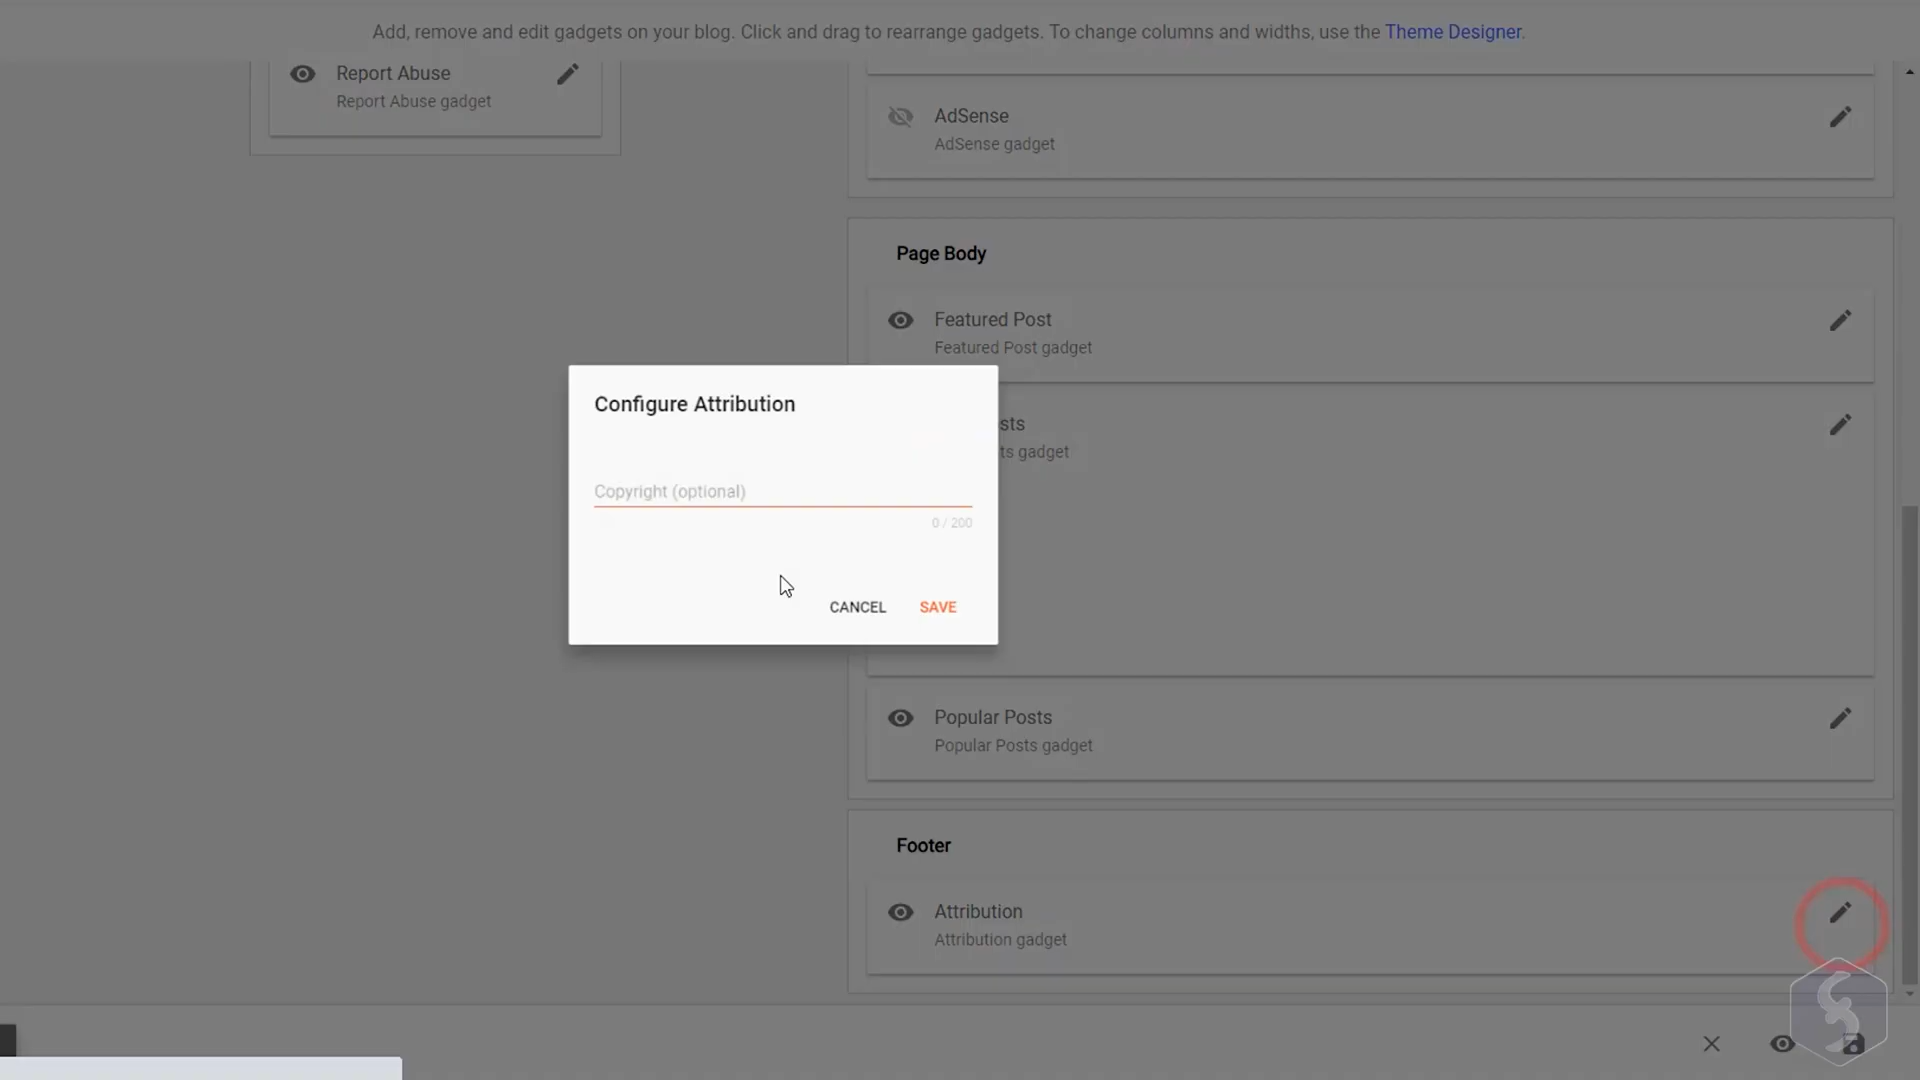 Add, remove and edit gadgets on your blog. Click and drag to rearrange gadgets. To change columns and widths, use the Theme Designer.
Report Abuse
Report Abuse gadget
AdSense
AdSense gadget
Page Body
Featured Post
Featured Post gadget
Configure Attribution
sts
ts gadget
Copyright (optional)
0 / 200
CANCEL
SAVE
Popular Posts
Popular Posts gadget
Footer
Attribution
Attribution gadget